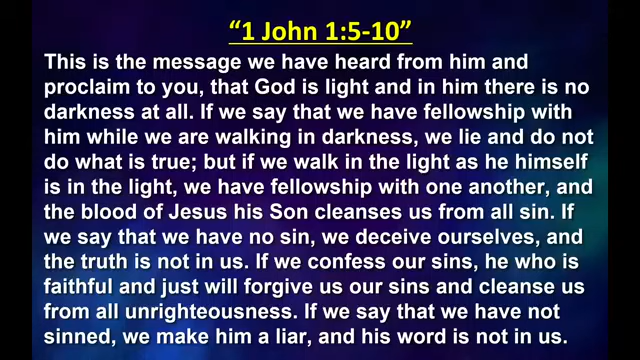 “1 John 1:5-10”
This is the message we have heard from him and
proclaim to you, that God is light and in him there is no
darkness at all. If we say that we have fellowship with
him while we are walking in darkness, we lie and do not
do what is true; but if we walk in the light as he himself
is in the light, we have fellowship with one another, and
the blood of Jesus his Son cleanses us from all sin. If
we say that we have no sin, we deceive ourselves, and
the truth is not in us. If we confess our sins, he who is
faithful and just will forgive us our sins and cleanse us
from all unrighteousness. If we say that we have not
sinned, we make him a liar, and his word is not in us.